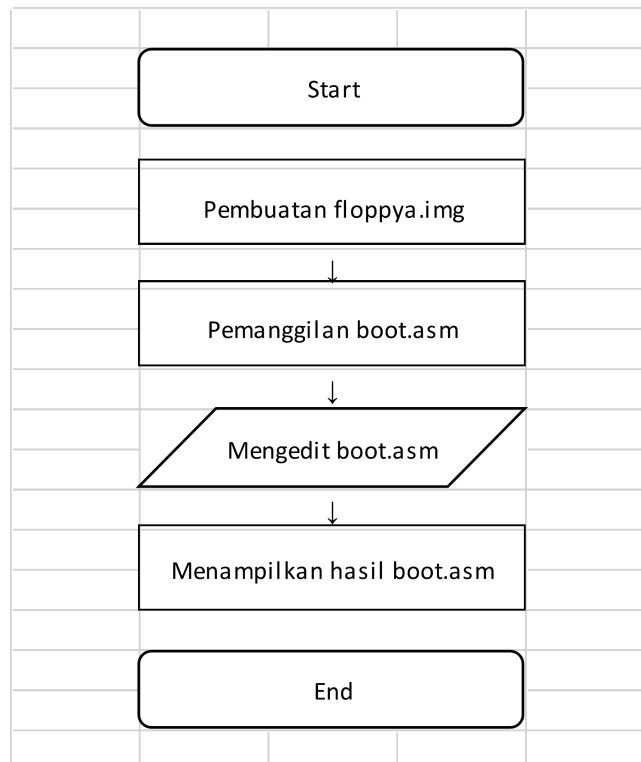 Start
Pembuatan floppya.img
↓
Pemanggilan boot.asm
↓
Mengedit boot.asm
↓
Menampilkan hasil boot.asm
End